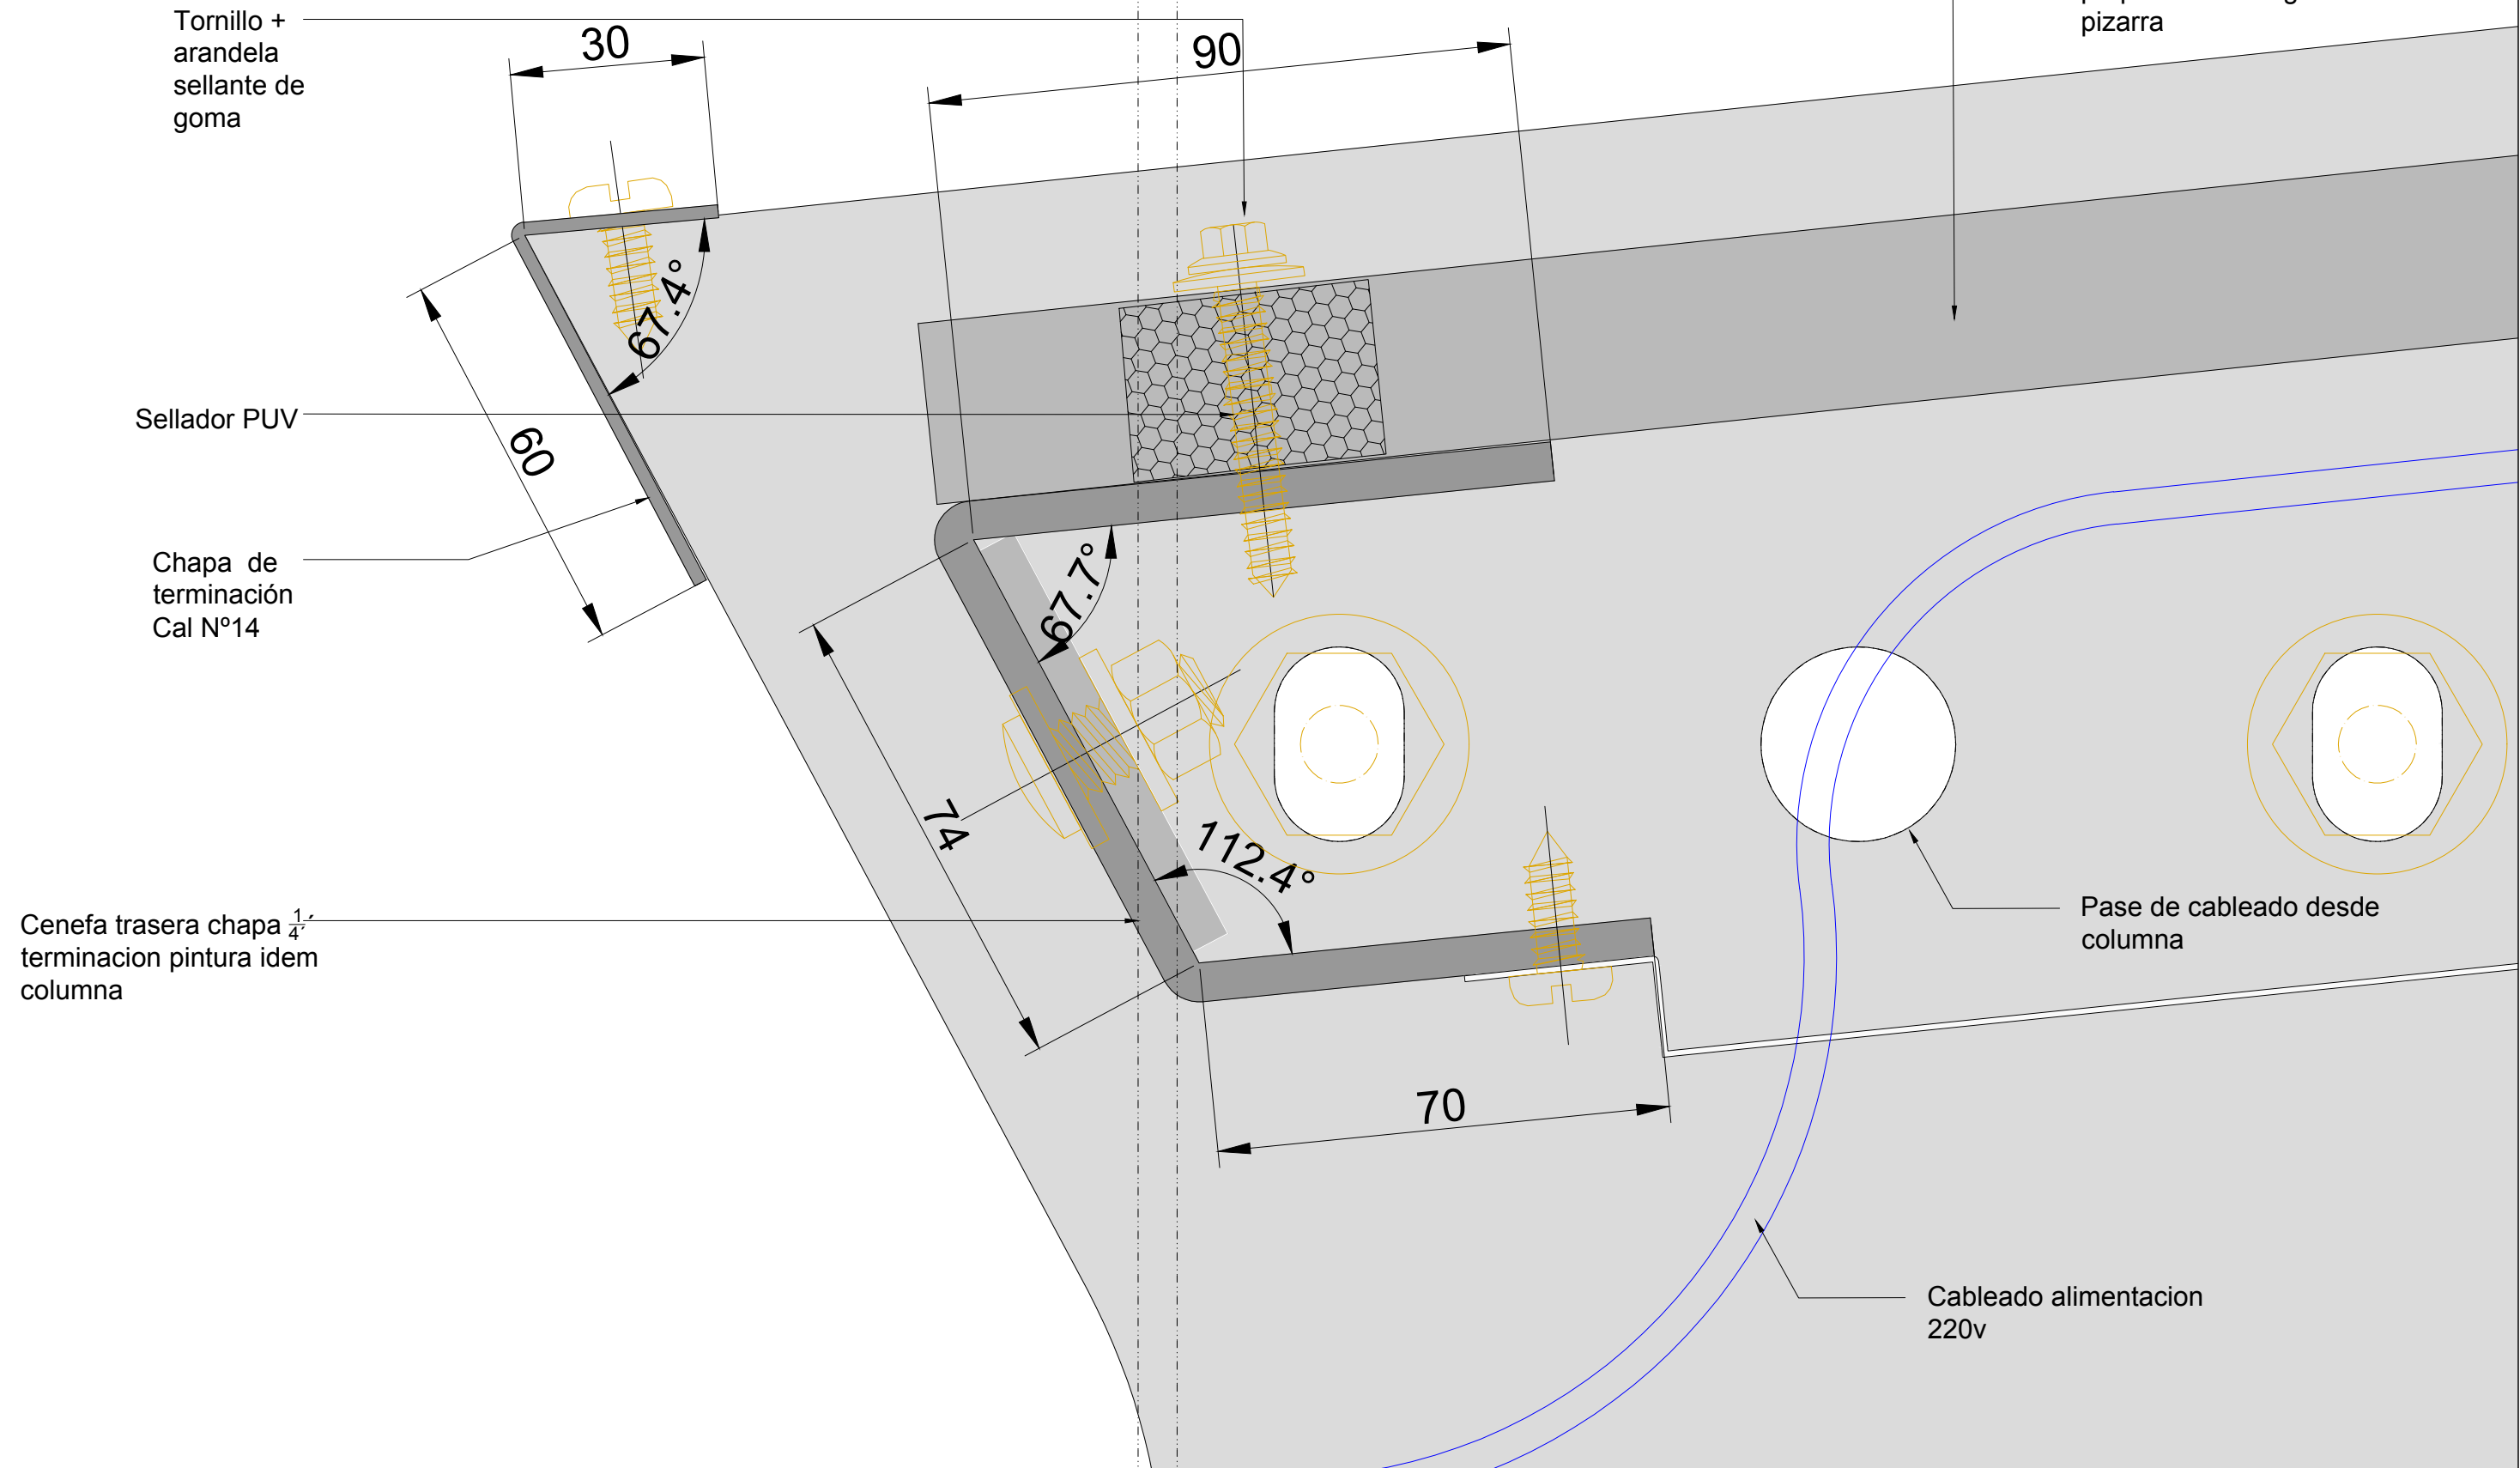 Tornillo +
arandela
sellante de
goma
30
90
pizarra
67.4°
60
Sellador PUV
Chapa de
terminación
Cal Nº14
67.7°
74
112.4°
Cenefa trasera chapa 1/4´´
terminacion pintura idem
columna
Pase de cableado desde
columna
70
Cableado alimentacion
220v